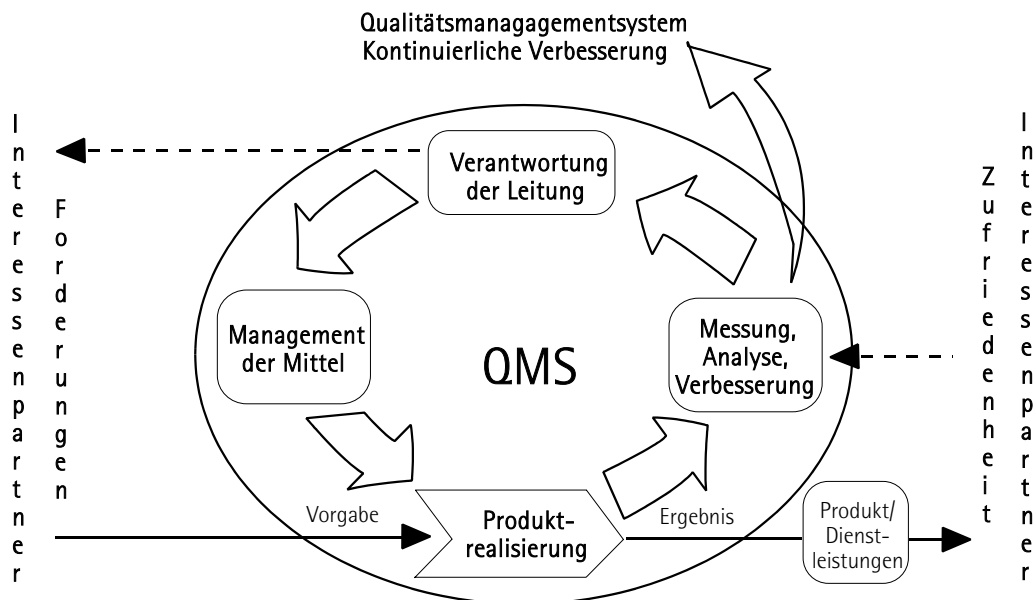 Qualitätsmanagagementsystem
Kontinuierliche Verbesserung
Interessenpartner
Forderungen
Verantwortung
der Leitung
Management
der Mittel
QMS
Messung,
Analyse,
Verbesserung
Zufriedenheit
Interessenpartner
Vorgabe
Produkt-
realisierung
Ergebnis
Produkt/
Dienst-
leistungen